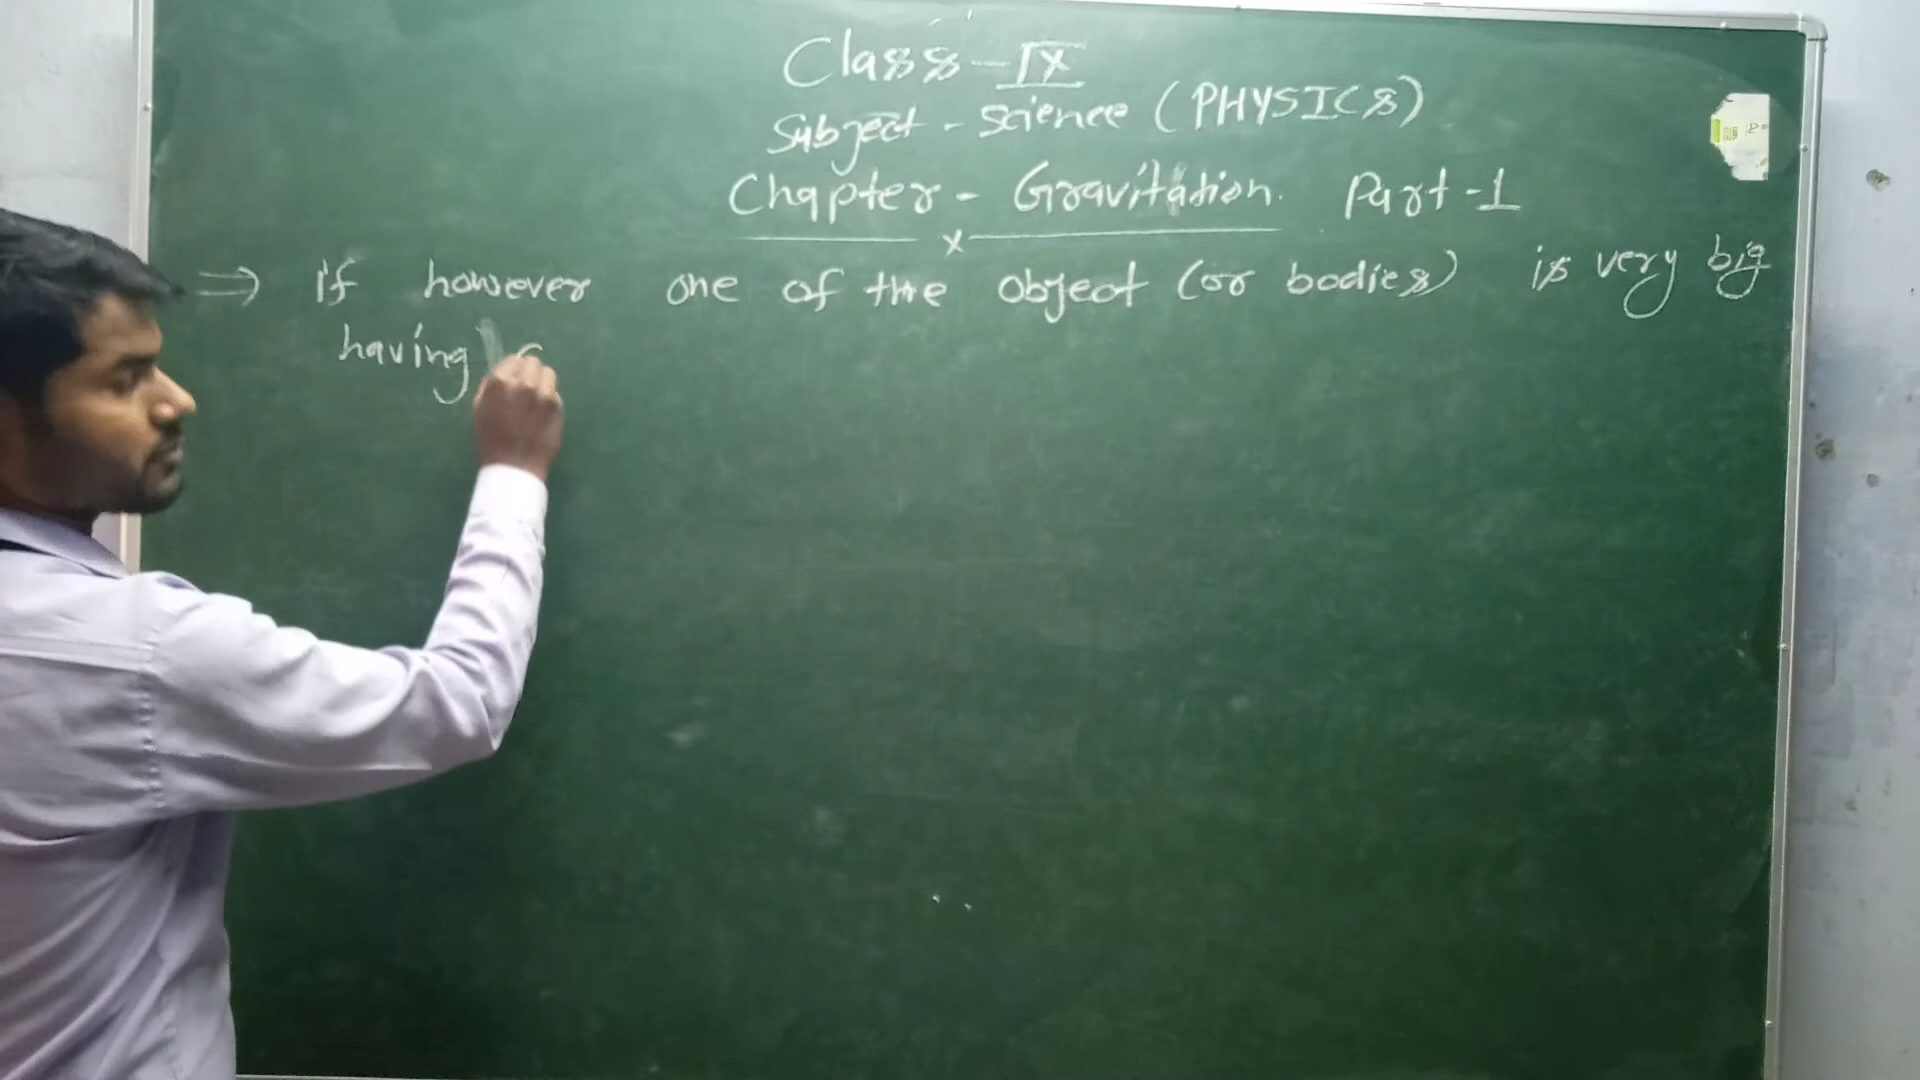 Class - IX
Subject - Science (PHYSICS)
Chapter - Gravitation. Part - 1
x
⇒ If however one of the object (or bodies) is very big
having